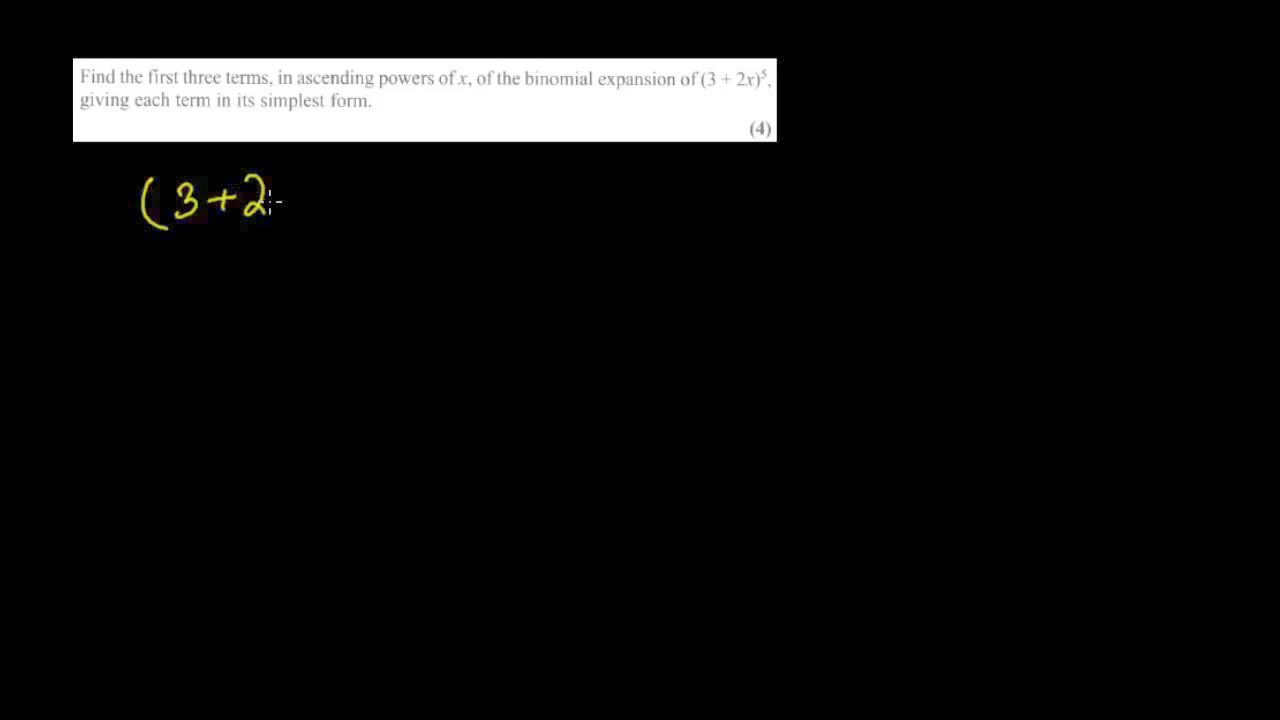 Find the first three terms, in ascending powers of x, of the binomial expansion of (3 + 2x)⁵,
giving each term in its simplest form.
(4)
(3+2